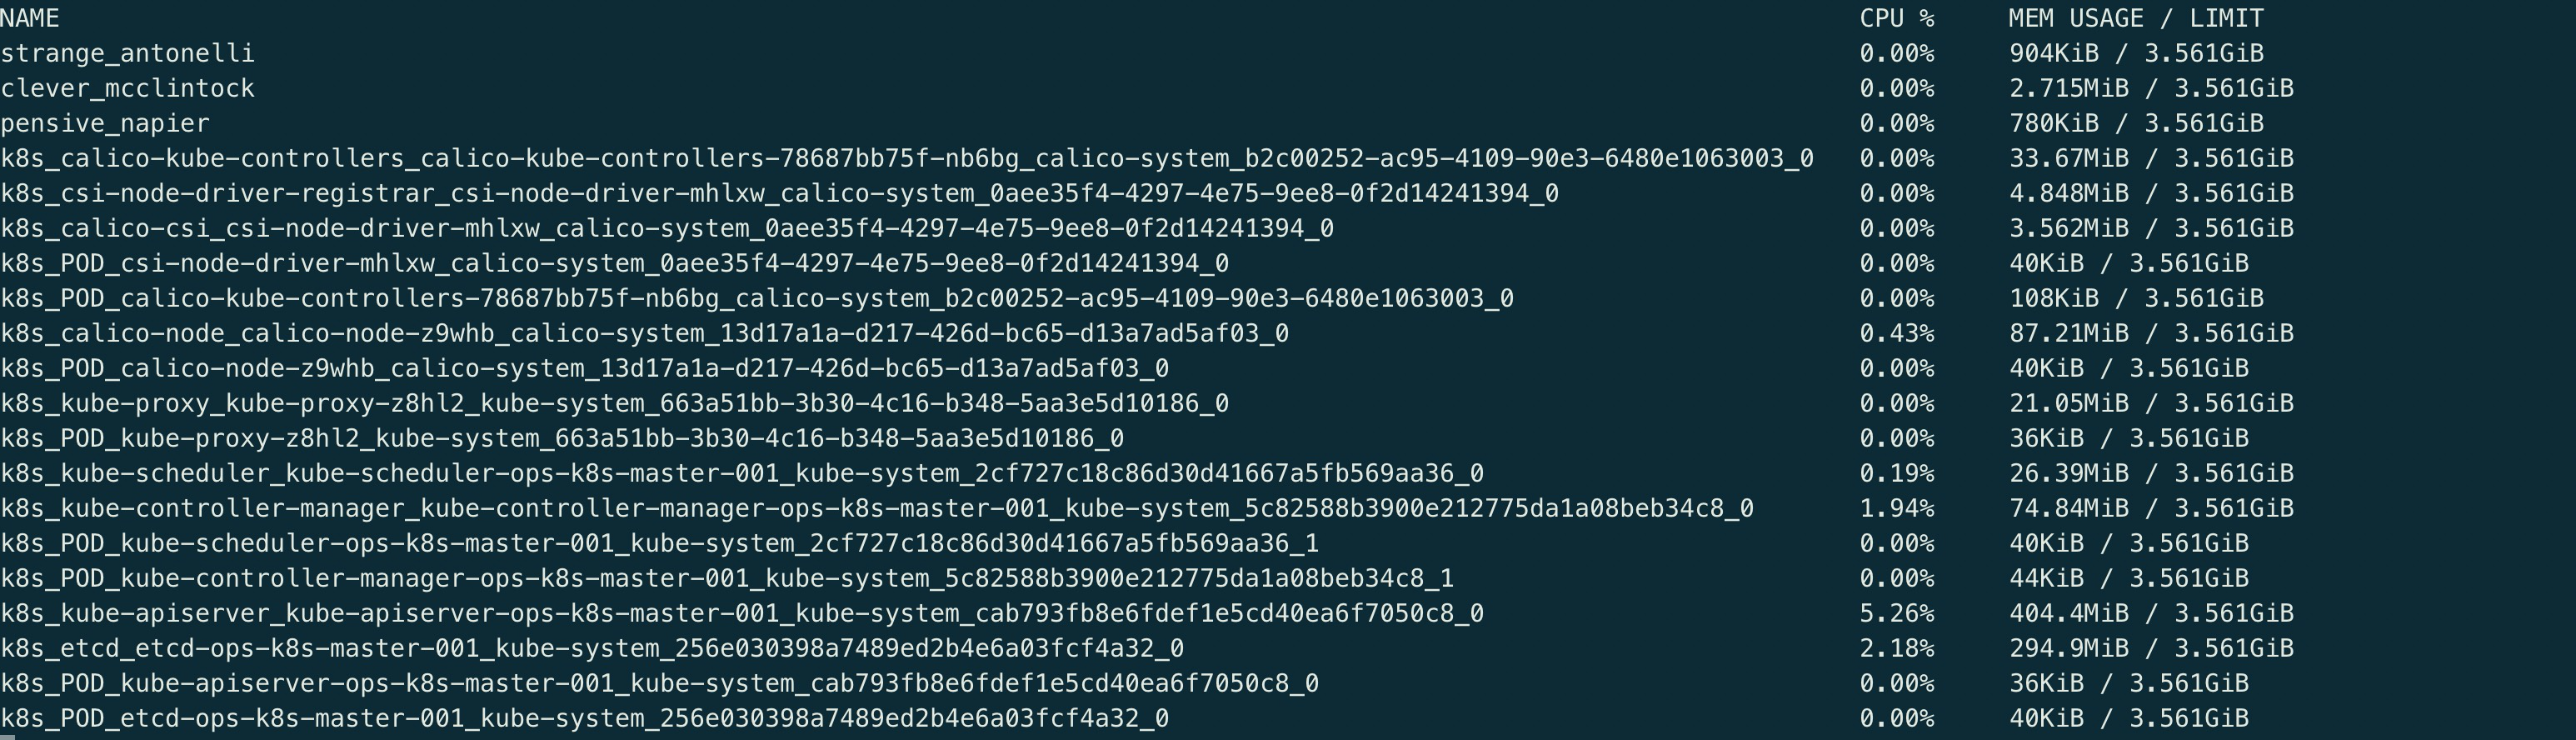 NAME CPU % MEM USAGE / LIMIT
strange_antonelli 0.00% 904KiB / 3.561GiB
clever_mcclintock 0.00% 2.715MiB / 3.561GiB
pensive_napier 0.00% 780KiB / 3.561GiB
k8s_calico-kube-controllers_calico-kube-controllers-78687bb75f-nb6bg_calico-system_b2c00252-ac95-4109-90e3-6480e1063003_0 0.00% 33.67MiB / 3.561GiB
k8s_csi-node-driver-registrar_csi-node-driver-mhlxw_calico-system_0aee35f4-4297-4e75-9ee8-0f2d14241394_0 0.00% 4.848MiB / 3.561GiB
k8s_calico-csi_csi-node-driver-mhlxw_calico-system_0aee35f4-4297-4e75-9ee8-0f2d14241394_0 0.00% 3.562MiB / 3.561GiB
k8s_POD_csi-node-driver-mhlxw_calico-system_0aee35f4-4297-4e75-9ee8-0f2d14241394_0 0.00% 40KiB / 3.561GiB
k8s_POD_calico-kube-controllers-78687bb75f-nb6bg_calico-system_b2c00252-ac95-4109-90e3-6480e1063003_0 0.00% 108KiB / 3.561GiB
k8s_calico-node_calico-node-z9whb_calico-system_13d17a1a-d217-426d-bc65-d13a7ad5af03_0 0.43% 87.21MiB / 3.561GiB
k8s_POD_calico-node-z9whb_calico-system_13d17a1a-d217-426d-bc65-d13a7ad5af03_0 0.00% 40KiB / 3.561GiB
k8s_kube-proxy_kube-proxy-z8hl2_kube-system_663a51bb-3b30-4c16-b348-5aa3e5d10186_0 0.00% 21.05MiB / 3.561GiB
k8s_POD_kube-proxy-z8hl2_kube-system_663a51bb-3b30-4c16-b348-5aa3e5d10186_0 0.00% 36KiB / 3.561GiB
k8s_kube-scheduler_kube-scheduler-ops-k8s-master-001_kube-system_2cf727c18c86d30d41667a5fb569aa36_0 0.19% 26.39MiB / 3.561GiB
k8s_kube-controller-manager_kube-controller-manager-ops-k8s-master-001_kube-system_5c82588b3900e212775da1a08beb34c8_0 1.94% 74.84MiB / 3.561GiB
k8s_POD_kube-scheduler-ops-k8s-master-001_kube-system_2cf727c18c86d30d41667a5fb569aa36_1 0.00% 40KiB / 3.561GiB
k8s_POD_kube-controller-manager-ops-k8s-master-001_kube-system_5c82588b3900e212775da1a08beb34c8_1 0.00% 44KiB / 3.561GiB
k8s_kube-apiserver_kube-apiserver-ops-k8s-master-001_kube-system_cab793fb8e6fdef1e5cd40ea6f7050c8_0 5.26% 404.4MiB / 3.561GiB
k8s_etcd_etcd-ops-k8s-master-001_kube-system_256e030398a7489ed2b4e6a03fcf4a32_0 2.18% 294.9MiB / 3.561GiB
k8s_POD_kube-apiserver-ops-k8s-master-001_kube-system_cab793fb8e6fdef1e5cd40ea6f7050c8_0 0.00% 36KiB / 3.561GiB
k8s_POD_etcd-ops-k8s-master-001_kube-system_256e030398a7489ed2b4e6a03fcf4a32_0 0.00% 40KiB / 3.561GiB